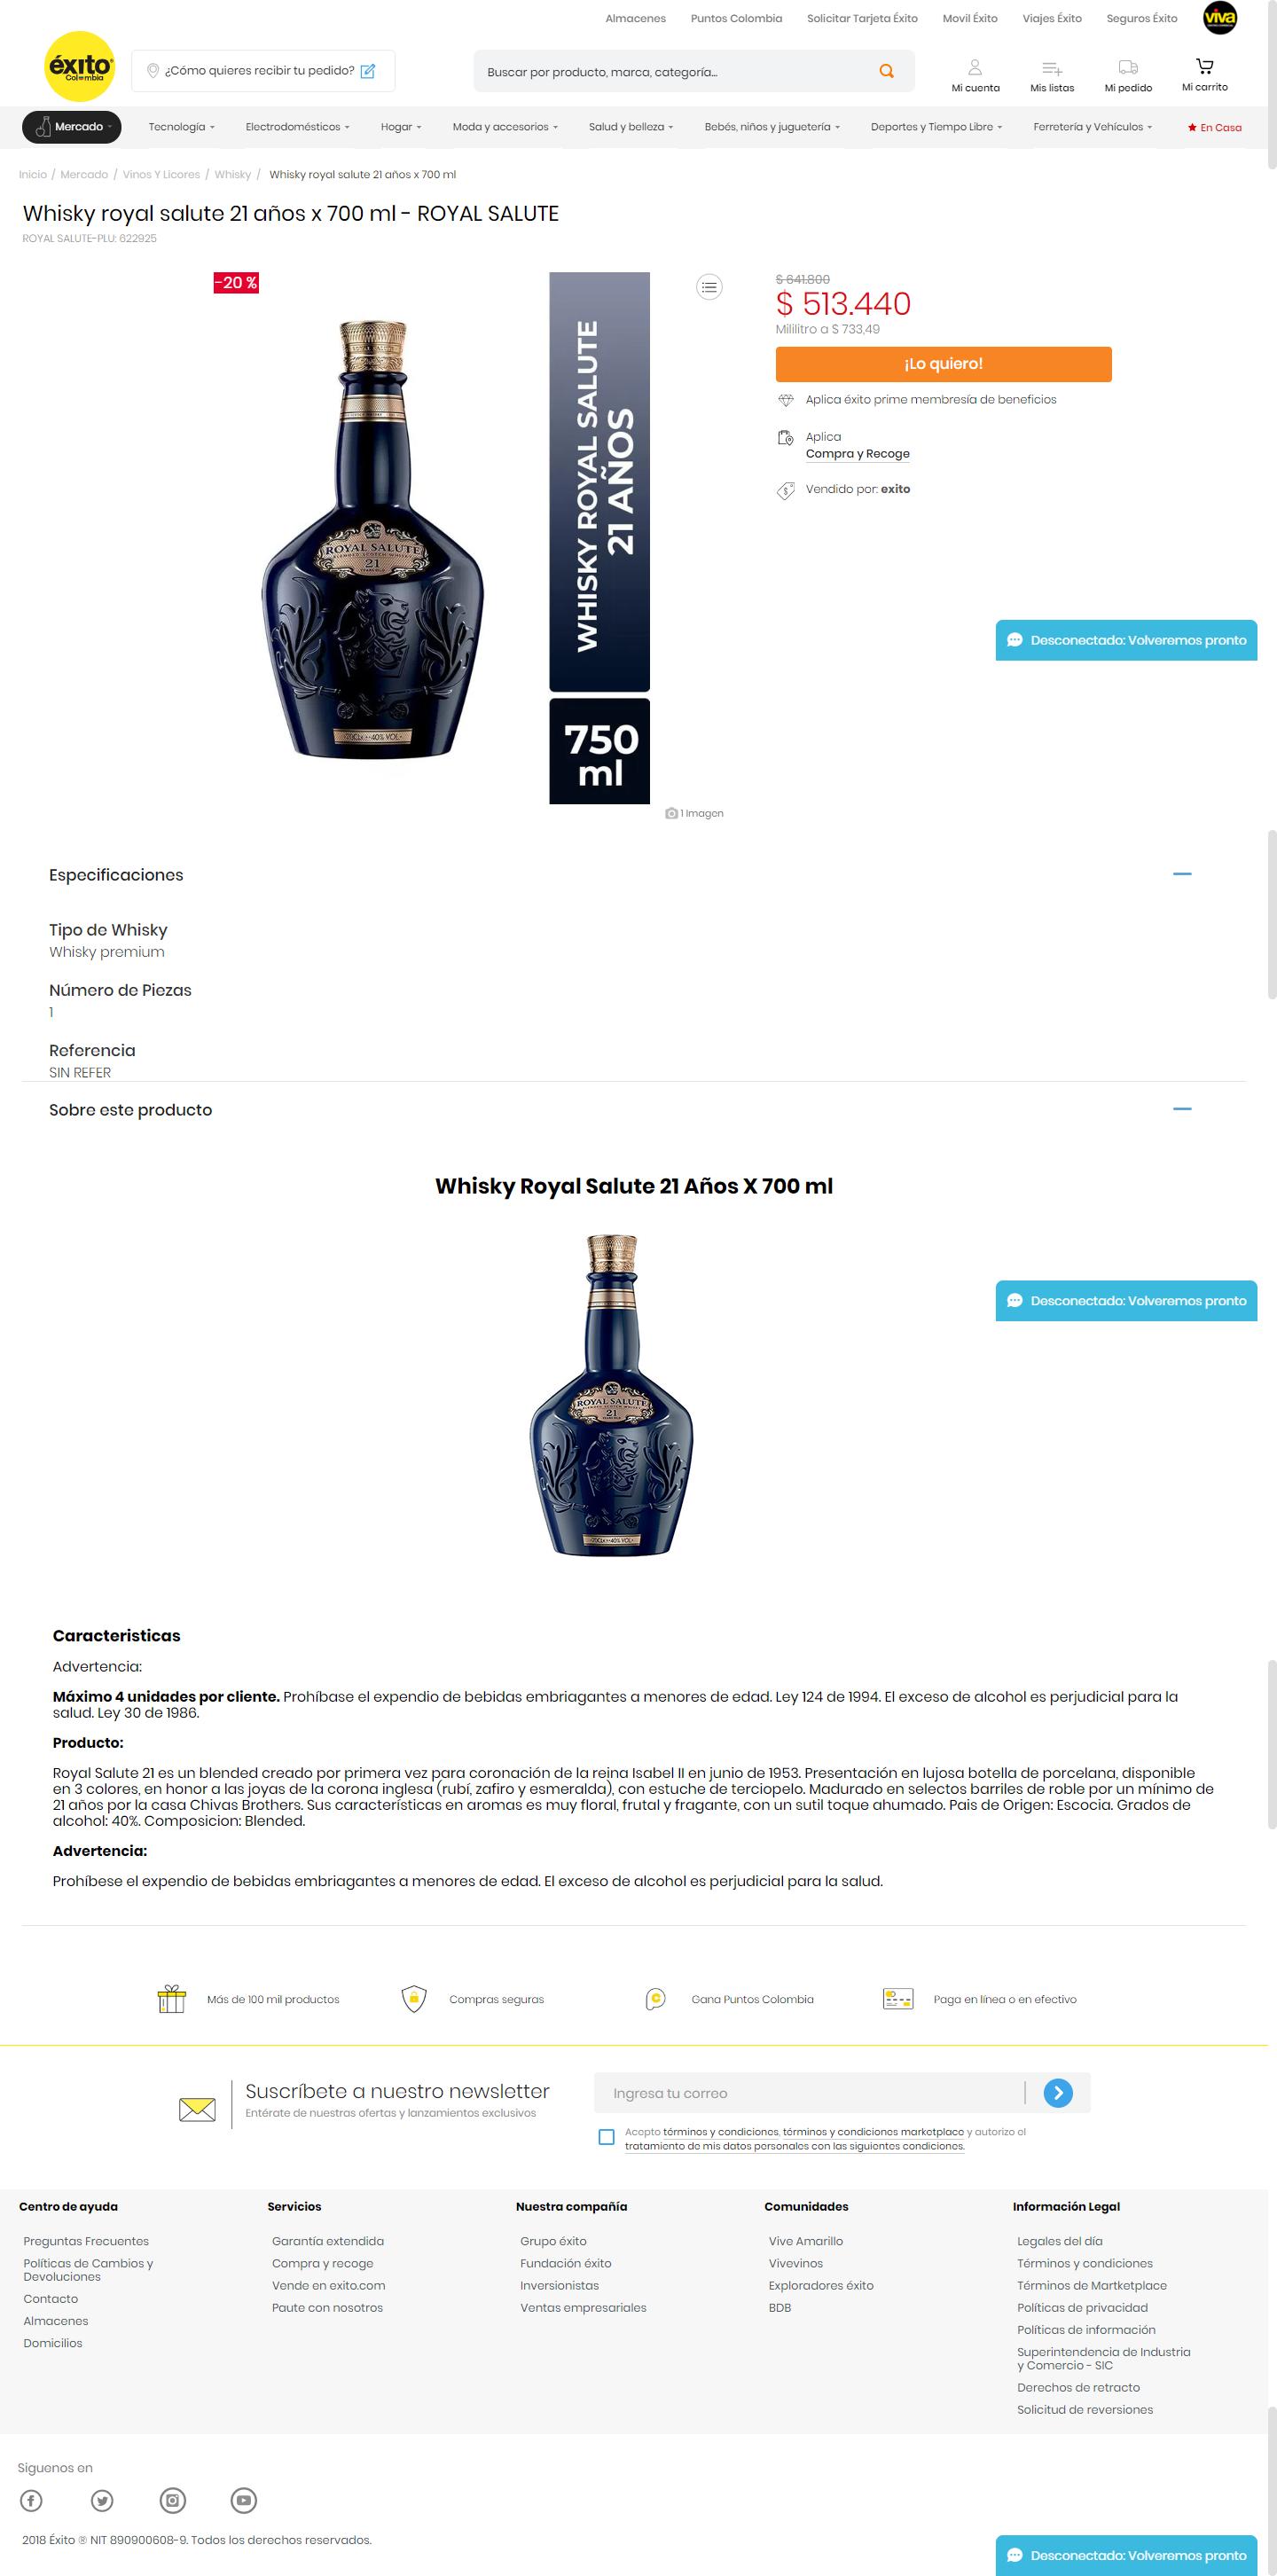 Almacenes Puntos Colombia Solicitar Tarjeta Éxito Movil Éxito Viajes Éxito Seguros Éxito viva
éxito
Colombia
¿Cómo quieres recibir tu pedido?
Buscar por producto, marca, categoría...
Mi cuenta Mis listas Mi pedido Mi carrito
Mercado Tecnología Electrodomésticos Hogar Moda y accesorios Salud y belleza Bebés, niños y juguetería Deportes y Tiempo Libre Ferretería y Vehículos En Casa
Inicio / Mercado / Vinos Y Licores / Whisky / Whisky royal salute 21 años x 700 ml
Whisky royal salute 21 años x 700 ml - ROYAL SALUTE
ROYAL SALUTE-PLU: 622925
-20 %
ROYAL SALUTE
BLENDED SCOTCH WHISKY
21
70CLe · 40% VOL·
WHISKY ROYAL SALUTE
21 AÑOS
750
ml
1 Imagen
$ 641.800
$ 513.440
Mililitro a $ 733,49
¡Lo quiero!
Aplica éxito prime membresía de beneficios
Aplica
Compra y Recoge
Vendido por: exito
Desconectado: Volveremos pronto
Especificaciones
Tipo de Whisky
Whisky premium
Número de Piezas
1
Referencia
SIN REFER
Sobre este producto
Whisky Royal Salute 21 Años X 700 ml
Desconectado: Volveremos pronto
ROYAL SALUTE
21
Caracteristicas
Advertencia:
Máximo 4 unidades por cliente. Prohíbase el expendio de bebidas embriagantes a menores de edad. Ley 124 de 1994. El exceso de alcohol es perjudicial para la
salud. Ley 30 de 1986.
Producto:
Royal Salute 21 es un blended creado por primera vez para coronación de la reina Isabel II en junio de 1953. Presentación en lujosa botella de porcelana, disponible
en 3 colores, en honor a las joyas de la corona inglesa (rubí, zafiro y esmeralda), con estuche de terciopelo. Madurado en selectos barriles de roble por un mínimo de
21 años por la casa Chivas Brothers. Sus características en aromas es muy floral, frutal y fragante, con un sutil toque ahumado. Pais de Origen: Escocia. Grados de
alcohol: 40%. Composicion: Blended.
Advertencia:
Prohíbese el expendio de bebidas embriagantes a menores de edad. El exceso de alcohol es perjudicial para la salud.
Más de 100 mil productos Compras seguras Gana Puntos Colombia Paga en línea o en efectivo
Suscríbete a nuestro newsletter
Entérate de nuestras ofertas y lanzamientos exclusivos
Ingresa tu correo
Acepto términos y condiciones, términos y condiciones marketplace y autorizo el
tratamiento de mis datos personales con las siguientes condiciones.
Centro de ayuda
Preguntas Frecuentes
Políticas de Cambios y
Devoluciones
Contacto
Almacenes
Domicilios
Servicios
Garantía extendida
Compra y recoge
Vende en exito.com
Paute con nosotros
Nuestra compañía
Grupo éxito
Fundación éxito
Inversionistas
Ventas empresariales
Comunidades
Vive Amarillo
Vivevinos
Exploradores éxito
BDB
Información Legal
Legales del día
Términos y condiciones
Términos de Martketplace
Políticas de privacidad
Políticas de información
Superintendencia de Industria
y Comercio - SIC
Derechos de retracto
Solicitud de reversiones
Siguenos en
2018 Éxito ® NIT 890900608-9. Todos los derechos reservados.
Desconectado: Volveremos pronto